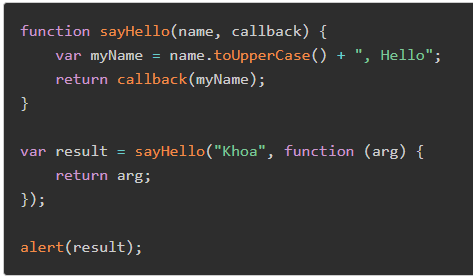 function sayHello(name, callback) {
    var myName = name.toUpperCase() + ", Hello";
    return callback(myName);
}

var result = sayHello("Khoa", function (arg) {
    return arg;
});

alert(result);